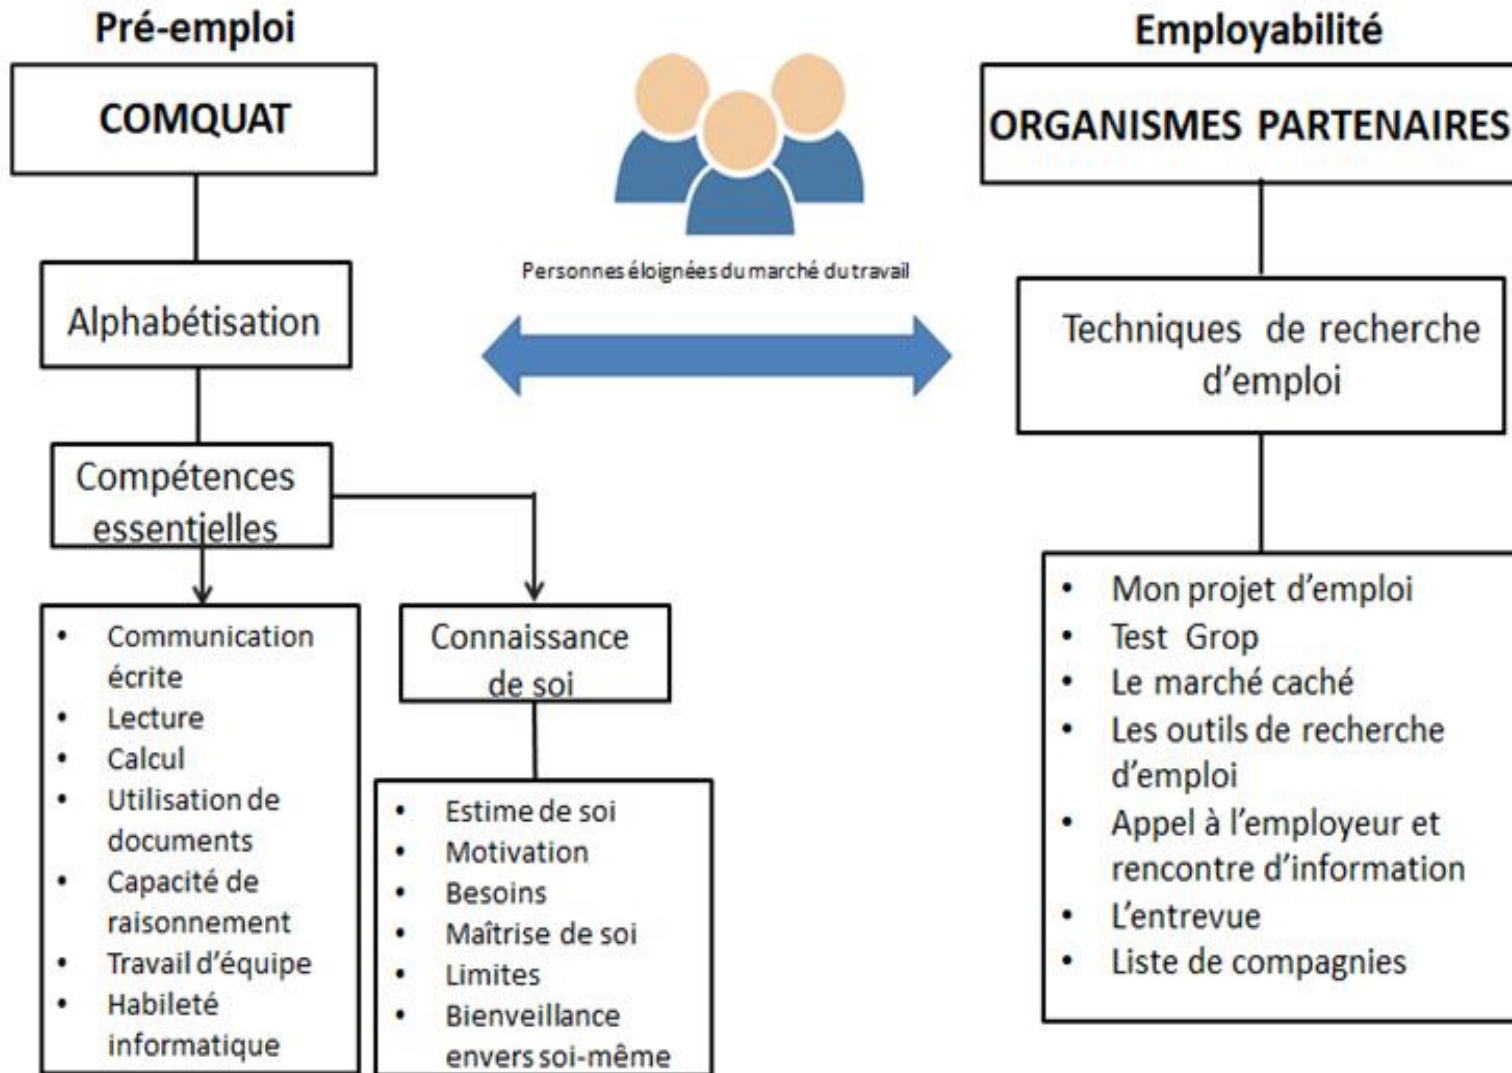 Pré-emploi
COMQUAT
Alphabétisation
Compétences
essentielles
• Communication
écrite
• Lecture
• Calcul
• Utilisation de
documents
• Capacité de
raisonnement
• Travail d'équipe
• Habileté
informatique
Connaissance
de soi
• Estime de soi
• Motivation
• Besoins
• Maîtrise de soi
• Limites
• Bienveillance
envers soi-même
Personnes éloignées du marché du travail
Employabilité
ORGANISMES PARTENAIRES
Techniques de recherche
d'emploi
• Mon projet d'emploi
• Test Grop
• Le marché caché
• Les outils de recherche
d'emploi
• Appel à l'employeur et
rencontre d'information
• L'entrevue
• Liste de compagnies